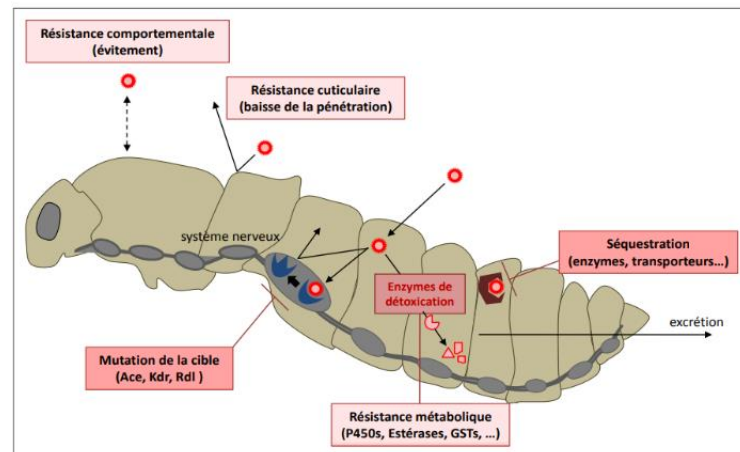 Résistance comportementale
(évitement)
Résistance cuticulaire
(baisse de la pénétration)
système nerveux
Séquestration
(enzymes, transporteurs...)
Enzymes de
détoxication
excrétion
Mutation de la cible
(Ace, Kdr, Rdl )
Résistance métabolique
(P450s, Estérases, GSTs, ...)